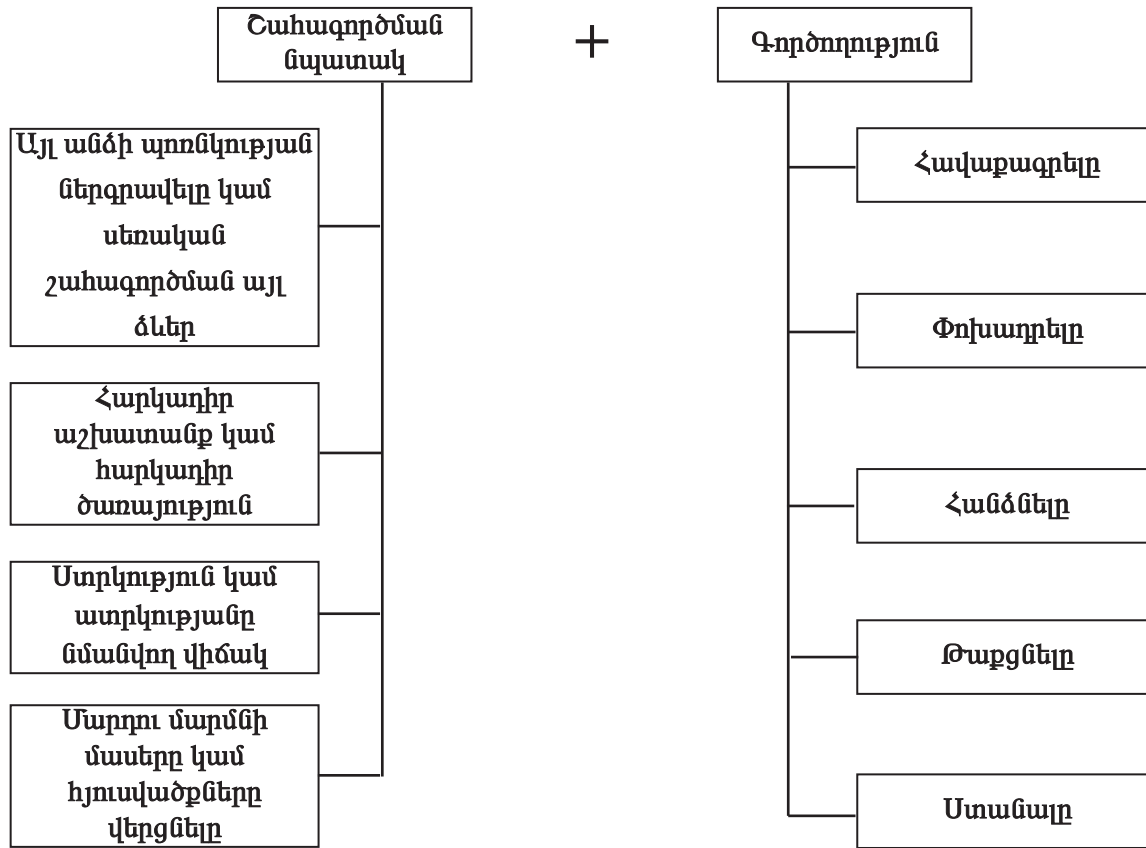 Շահագործման
նպատակ
+
Գործողություն
Այլ անձի պոռնկության
ներգրավելը կամ
սեռական
շահագործման այլ
ձևեր
Հարկադիր
աշխատանք կամ
հարկադիր
ծառայություն
Ստրկություն կամ
ատրկությանը
նմանվող վիճակ
Մարդու մարմնի
մասերը կամ
հյուսվածքները
վերցնելը
Հավաքագրելը
Փոխադրելը
Հանձնելը
Թաքցնելը
Ստանալը